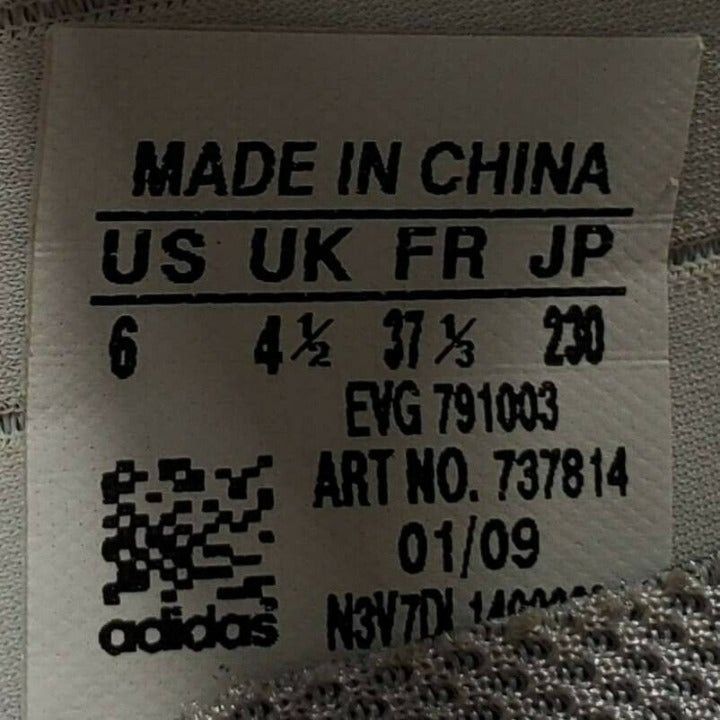 MADE IN CHINA
US UK FR JP
6 4½ 37⅓ 230
EVG 791003
ART NO. 737814
01/09
adidas